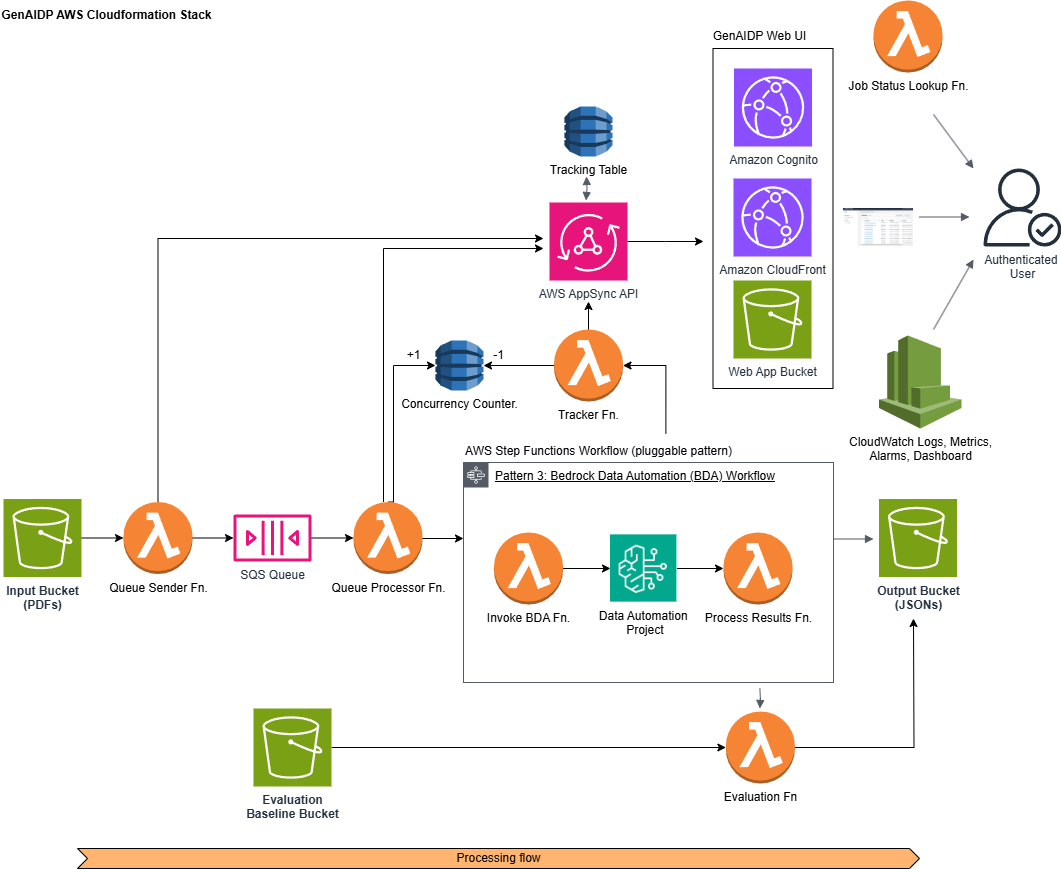 GenAIDP AWS Cloudformation Stack
GenAIDP Web UI
Job Status Lookup Fn.
Amazon Cognito
Tracking Table
Amazon CloudFront
Authenticated
User
AWS AppSync API
Web App Bucket
+1
-1
Concurrency Counter.
Tracker Fn.
CloudWatch Logs, Metrics,
Alarms, Dashboard
AWS Step Functions Workflow (pluggable pattern)
Pattern 3: Bedrock Data Automation (BDA) Workflow
Input Bucket
(PDFs)
Queue Sender Fn.
SQS Queue
Queue Processor Fn.
Invoke BDA Fn.
Data Automation
Project
Process Results Fn.
Output Bucket
(JSONs)
Evaluation
Baseline Bucket
Evaluation Fn
Processing flow